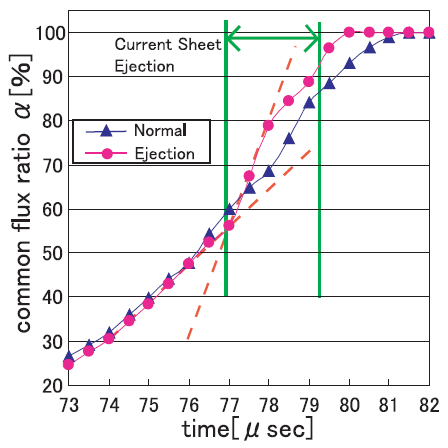 Current Sheet
Ejection
Normal
Ejection
common flux ratio α [%]
100
90
80
70
60
50
40
30
20
73 74 75 76 77 78 79 80 81 82
time[μ sec]